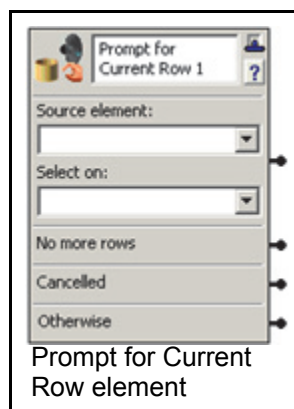 Prompt for
Current Row 1
?
Source element:
Select on:
No more rows
Cancelled
Otherwise
Prompt for Current
Row element